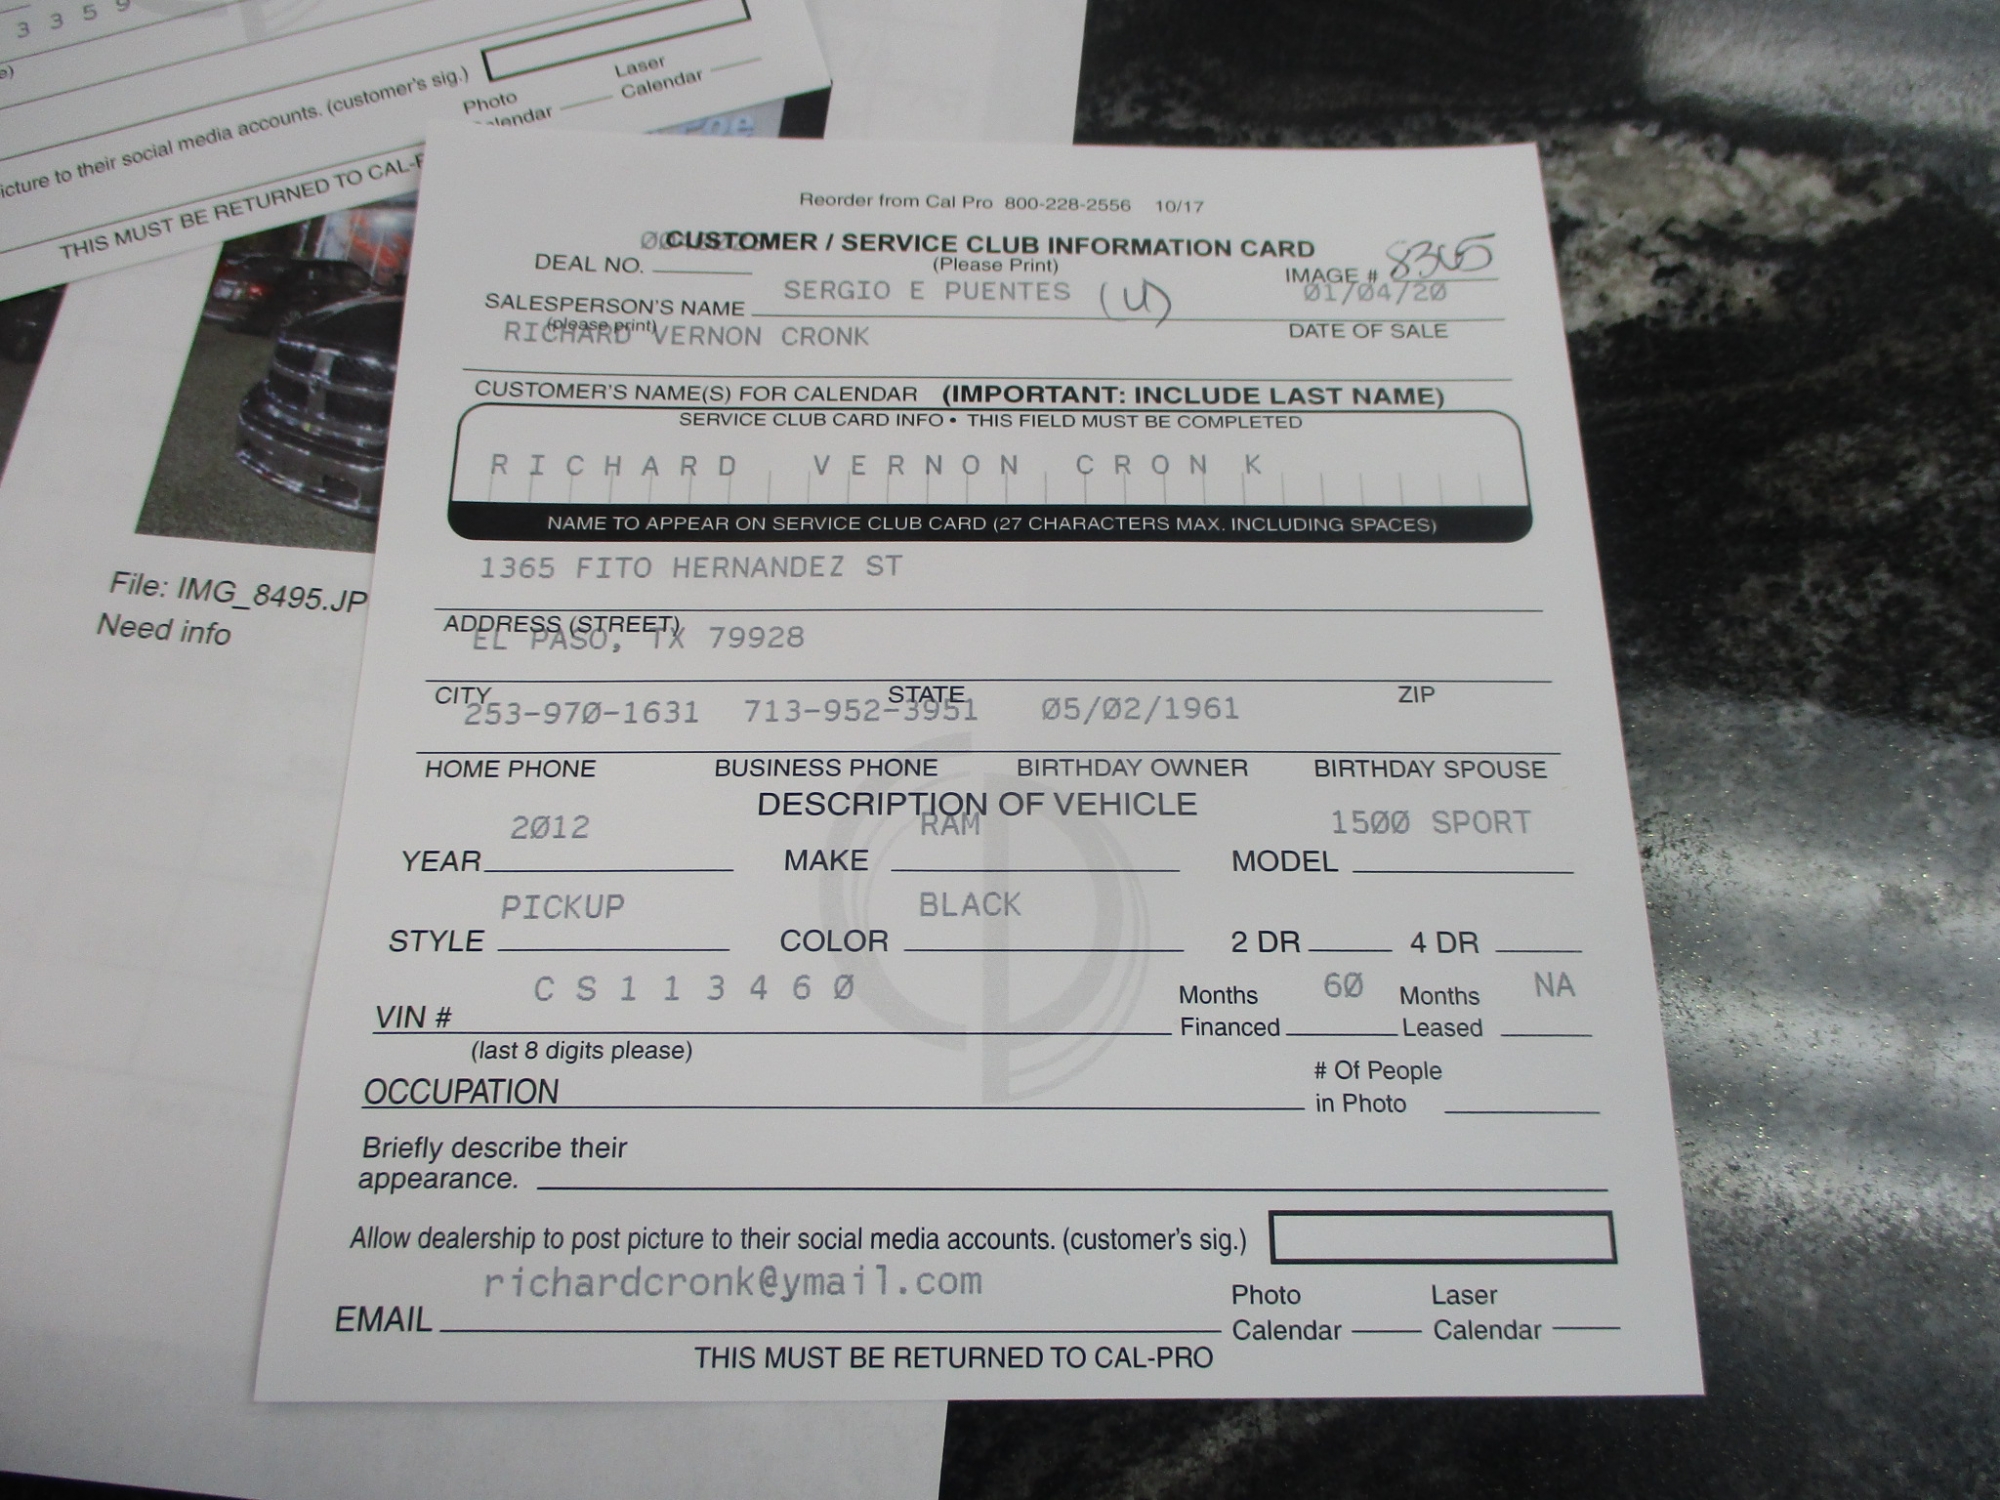 3 3 5 9
e)
(customer's sig.)
icture to their social media accounts.
Photo
Laser
Calendar
THIS MUST BE RETURNED TO CAL-
File: IMG_8495.JP
Need info
Reorder from Cal Pro 800-228-2556 10/17
CUSTOMER / SERVICE CLUB INFORMATION CARD
(Please Print)
DEAL NO.
IMAGE # 8365
SALESPERSON'S NAME SERGIO E PUENTES (U) 01/04/20
(please print) DATE OF SALE
RICHARD VERNON CRONK
CUSTOMER'S NAME(S) FOR CALENDAR (IMPORTANT: INCLUDE LAST NAME)
SERVICE CLUB CARD INFO • THIS FIELD MUST BE COMPLETED
RICHARD VERNON CRONK
NAME TO APPEAR ON SERVICE CLUB CARD (27 CHARACTERS MAX. INCLUDING SPACES)
1365 FITO HERNANDEZ ST
ADDRESS (STREET)
EL PASO, TX 79928
CITY STATE ZIP
253-970-1631 713-952-3951 05/02/1961
HOME PHONE BUSINESS PHONE BIRTHDAY OWNER BIRTHDAY SPOUSE
DESCRIPTION OF VEHICLE
2012 RAM 1500 SPORT
YEAR MAKE MODEL
PICKUP BLACK
STYLE COLOR 2 DR 4 DR
C S 1 1 3 4 6 0 Months 60 Months NA
VIN # Financed Leased
(last 8 digits please)
# Of People
OCCUPATION in Photo
Briefly describe their
appearance.
Allow dealership to post picture to their social media accounts. (customer's sig.)
richardcronk@ymail.com Photo Laser
EMAIL Calendar Calendar
THIS MUST BE RETURNED TO CAL-PRO